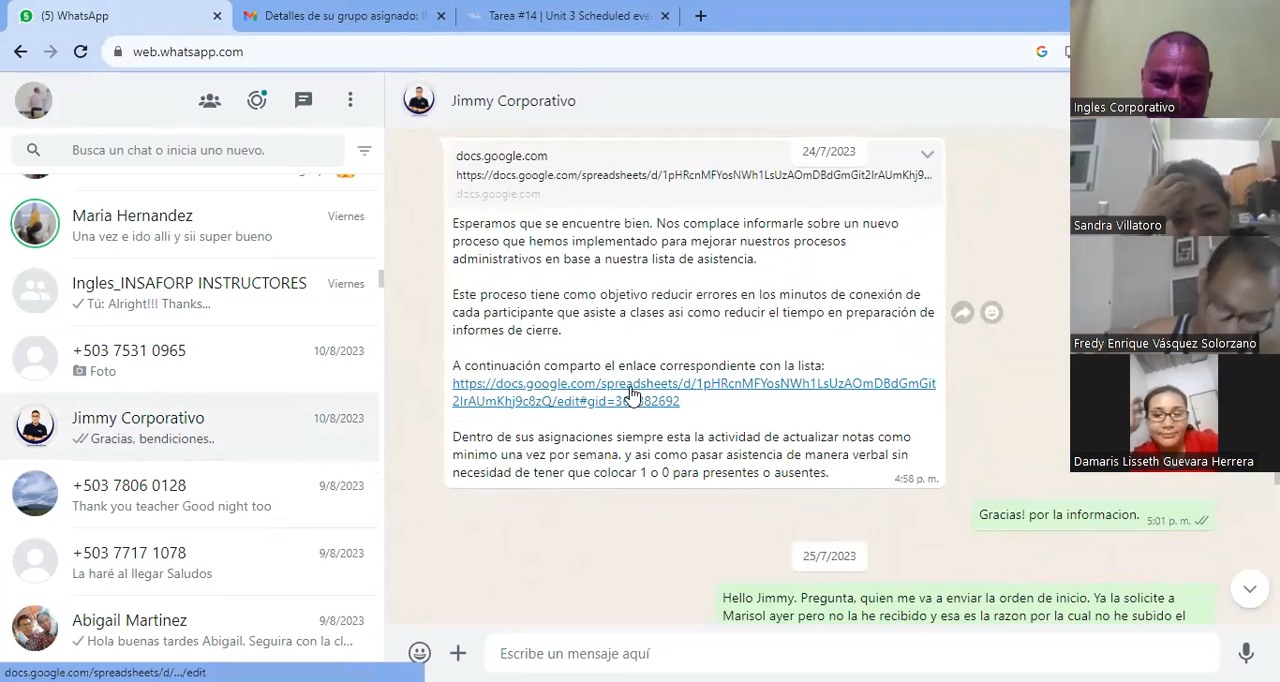 (5) WhatsApp
Detalles de su grupo asignado: I
Tarea #14 | Unit 3 Scheduled eve
web.whatsapp.com
Jimmy Corporativo
Busca un chat o inicia uno nuevo.
Maria Hernandez
Viernes
Una vzz e ido alli y sii super bueno
Ingles_INSAFORP INSTRUCTORES
Viernes
Tú: Alright!!! Thanks...
+503 7531 0965
10/8/2023
Foto
Jimmy Corporativo
10/8/2023
Gracias, bendiciones..
+503 7806 0128
9/8/2023
Thank you teacher Good night too
+503 7717 1078
9/8/2023
La haré al llegar Saludos
Abigail Martinez
9/8/2023
Hola buenas tardes Abigail. Seguira con la cl...
docs.google.com/spreadsheets/d/.../edit
24/7/2023
docs.google.com
https://docs.google.com/spreadsheets/d/1pHRcnMFYosNWh1LsUzAOmDBdGmGit2IrAUmKhj9...
docs.google.com
Esperamos que se encuentre bien. Nos complace informarle sobre un nuevo
proceso que hemos implementado para mejorar nuestros procesos
administrativos en base a nuestra lista de asistencia.
Este proceso tiene como objetivo reducir errores en los minutos de conexión de
cada participante que asiste a clases asi como reducir el tiempo en preparación de
informes de cierre.
A continuación comparto el enlace correspondiente con la lista:
https://docs.google.com/spreadsheets/d/1pHRcnMFYosNWh1LsUzAOmDBdGmGit
2IrAUmKhj9c8zQ/edit#gid=
Dentro de sus asignaciones siempre esta la actividad de actualizar notas como
minimo una vez por semana, y asi como pasar asistencia de manera verbal sin
que colocar 1 o 0 para presentes o ausentes.
4:58 p. m.
Gracias! por la informacion.
5:01 p. m.
25/7/2023
Hello Jimmy. Pregunta, quien me va a enviar la orden de inicio. Ya la solicite a
Marisol ayer pero no la he recibido y esa es la razon por la cual no he subido el
Escribe un mensaje aquí
Ingles Corporativo
Sandra Villatoro
Fredy Enrique Vásquez Solorzano
Damaris Lisseth Guevara Herrera